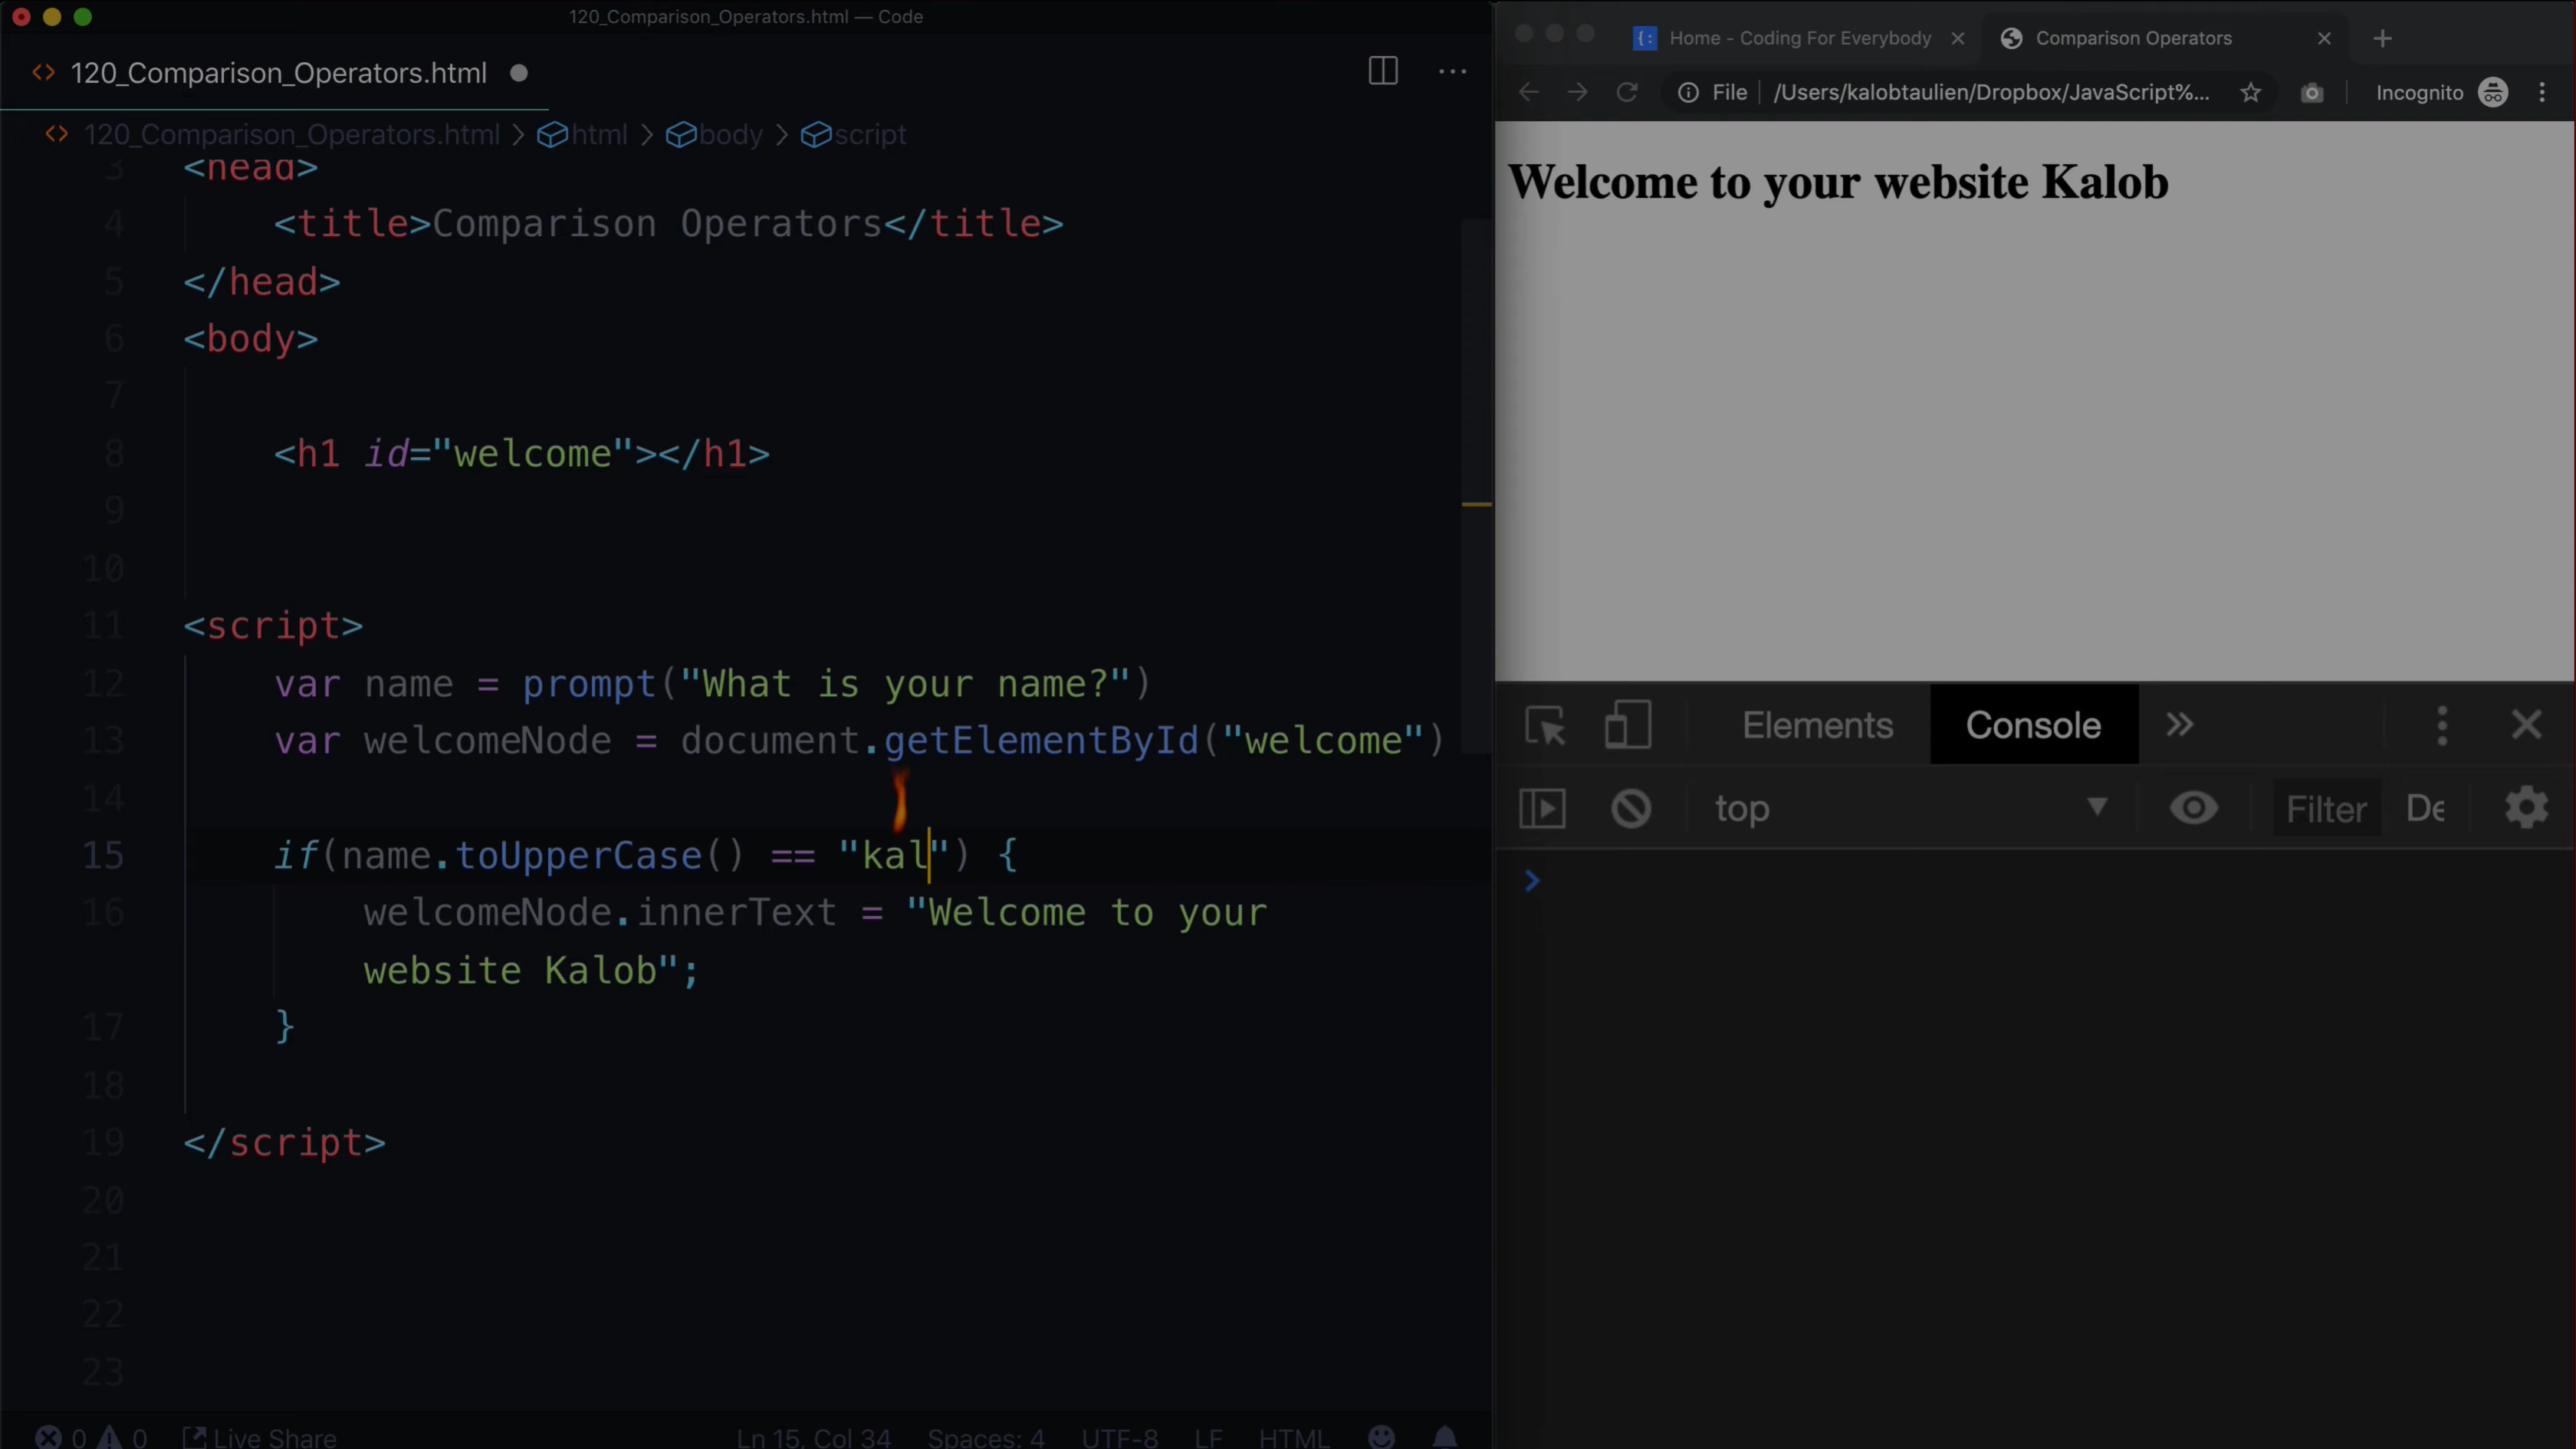 120_Comparison_Operators.html — Code
120_Comparison_Operators.html
120_Comparison_Operators.html > html > body > script
3 <head>
4 <title>Comparison Operators</title>
5 </head>
6 <body>
7
8 <h1 id="welcome"></h1>
9
10
11 <script>
12 var name = prompt("What is your name?")
13 var welcomeNode = document.getElementById("welcome")
14
15 if(name.toUpperCase() == "kal") {
16 welcomeNode.innerText = "Welcome to your
website Kalob";
17 }
18
19 </script>
20
21
22
23
0 0 Live Share Ln 15, Col 34 Spaces: 4 UTF-8 LF HTML
Home - Coding For Everybody
Comparison Operators
File /Users/kalobtaulien/Dropbox/JavaScript%... Incognito
Welcome to your website Kalob
Elements Console
top Filter De